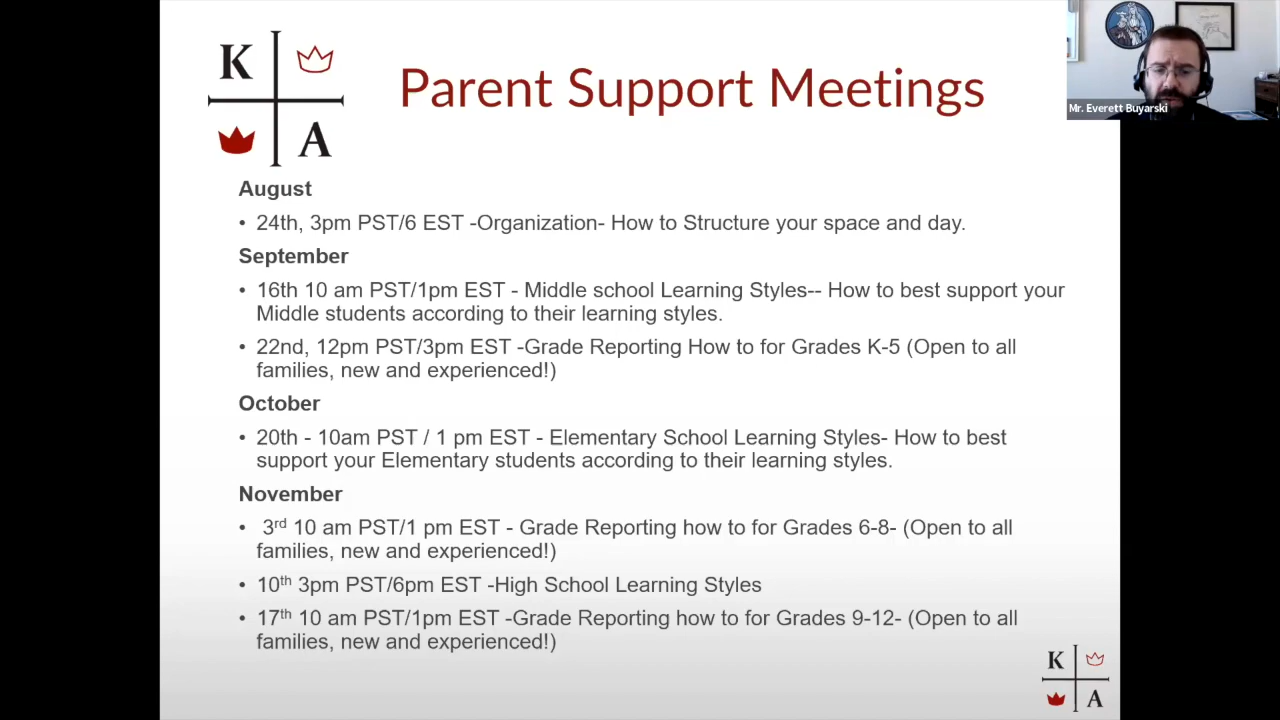 K
A
Parent Support Meetings
Mr. Everett Buyarski
August
• 24th, 3pm PST/6 EST -Organization- How to Structure your space and day.
September
• 16th 10 am PST/1pm EST - Middle school Learning Styles-- How to best support your
Middle students according to their learning styles.
• 22nd, 12pm PST/3pm EST -Grade Reporting How to for Grades K-5 (Open to all
families, new and experienced!)
October
• 20th - 10am PST / 1 pm EST - Elementary School Learning Styles- How to best
support your Elementary students according to their learning styles.
November
• 3rd 10 am PST/1 pm EST - Grade Reporting how to for Grades 6-8- (Open to all
families, new and experienced!)
• 10th 3pm PST/6pm EST -High School Learning Styles
• 17th 10 am PST/1pm EST -Grade Reporting how to for Grades 9-12- (Open to all
families, new and experienced!)
K
A